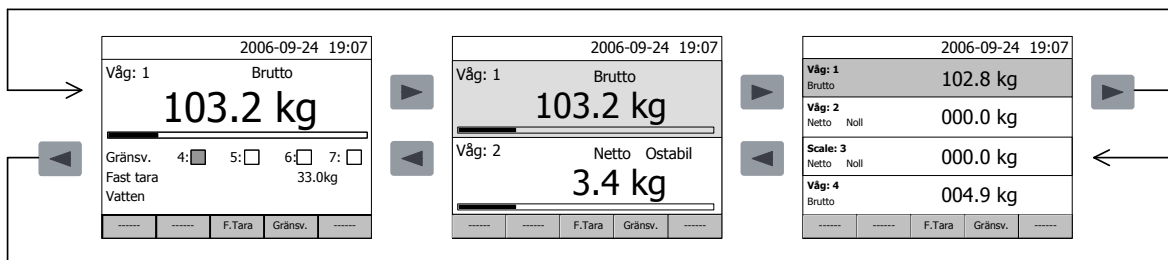 2006-09-24 19:07
Våg: 1 Brutto
103.2 kg
Gränsv. 4: 5: 6: 7:
Fast tara 33.0kg
Vatten
------ ------ F.Tara Gränsv. ------
2006-09-24 19:07
Våg: 1 Brutto
103.2 kg
Våg: 2 Netto Ostabil
3.4 kg
------ ------ F.Tara Gränsv. ------
2006-09-24 19:07
Våg: 1
Brutto 102.8 kg
Våg: 2
Netto Noll 000.0 kg
Scale: 3
Netto Noll 000.0 kg
Våg: 4
Brutto 004.9 kg
------ ------ F.Tara Gränsv. ------